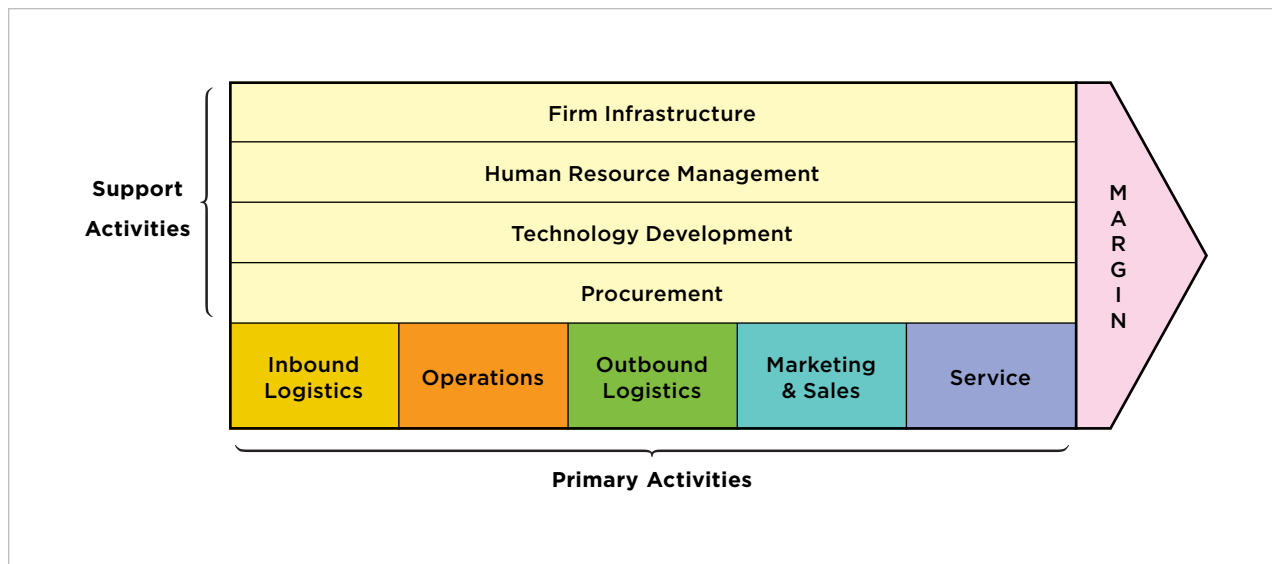 Firm Infrastructure
Human Resource Management
Support
Activities
Technology Development
Procurement
M
A
R
G
I
N
Inbound
Logistics
Operations
Outbound
Logistics
Marketing
& Sales
Service
Primary Activities